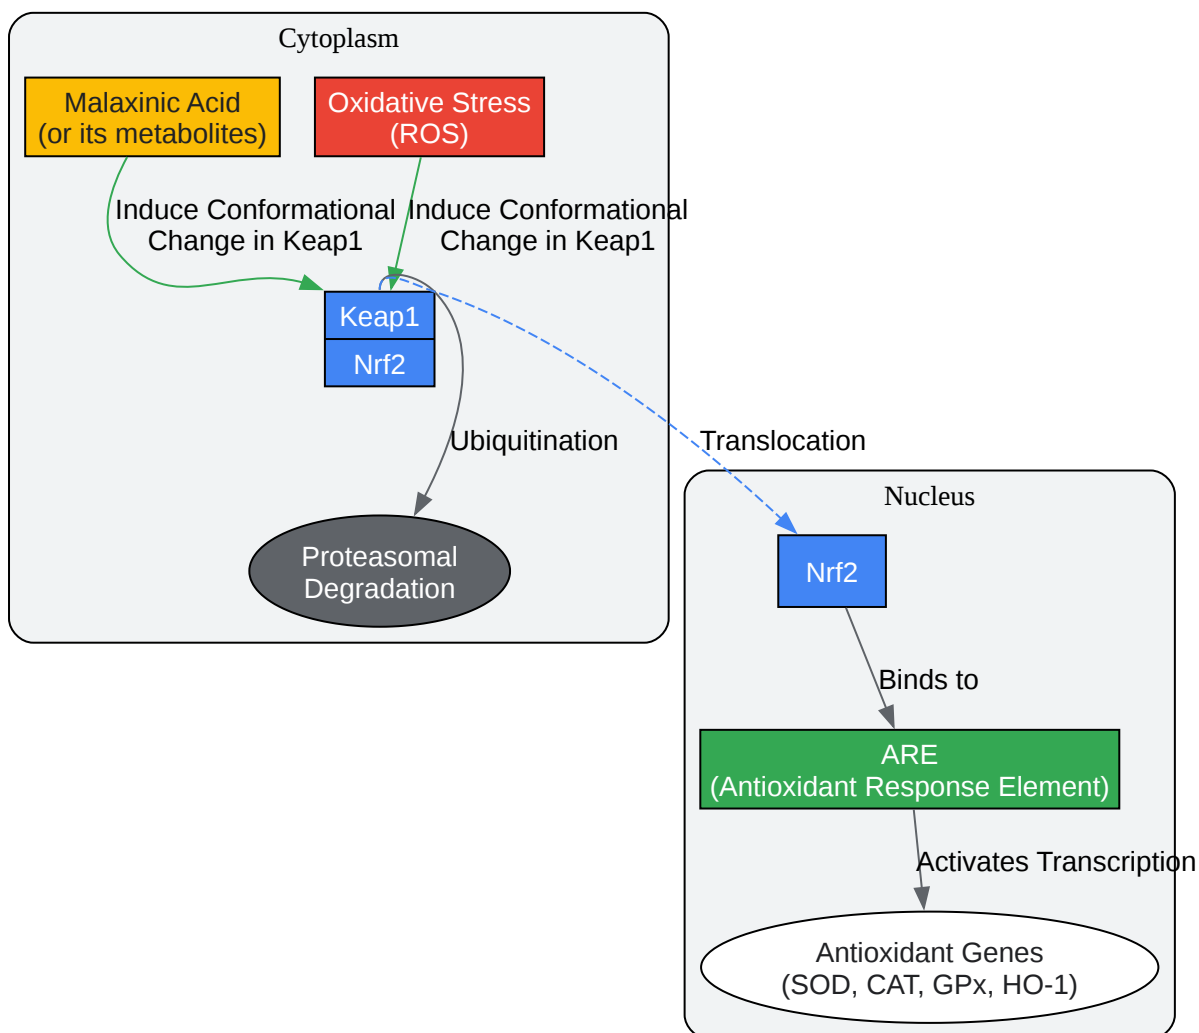 Cytoplasm
Malaxinic Acid
(or its metabolites)
Oxidative Stress
(ROS)
Induce Conformational
Change in Keap1
Induce Conformational
Change in Keap1
Keap1
Nrf2
Ubiquitination
Translocation
Proteasomal
Degradation
Nucleus
Nrf2
Binds to
ARE
(Antioxidant Response Element)
Activates Transcription
Antioxidant Genes
(SOD, CAT, GPx, HO-1)